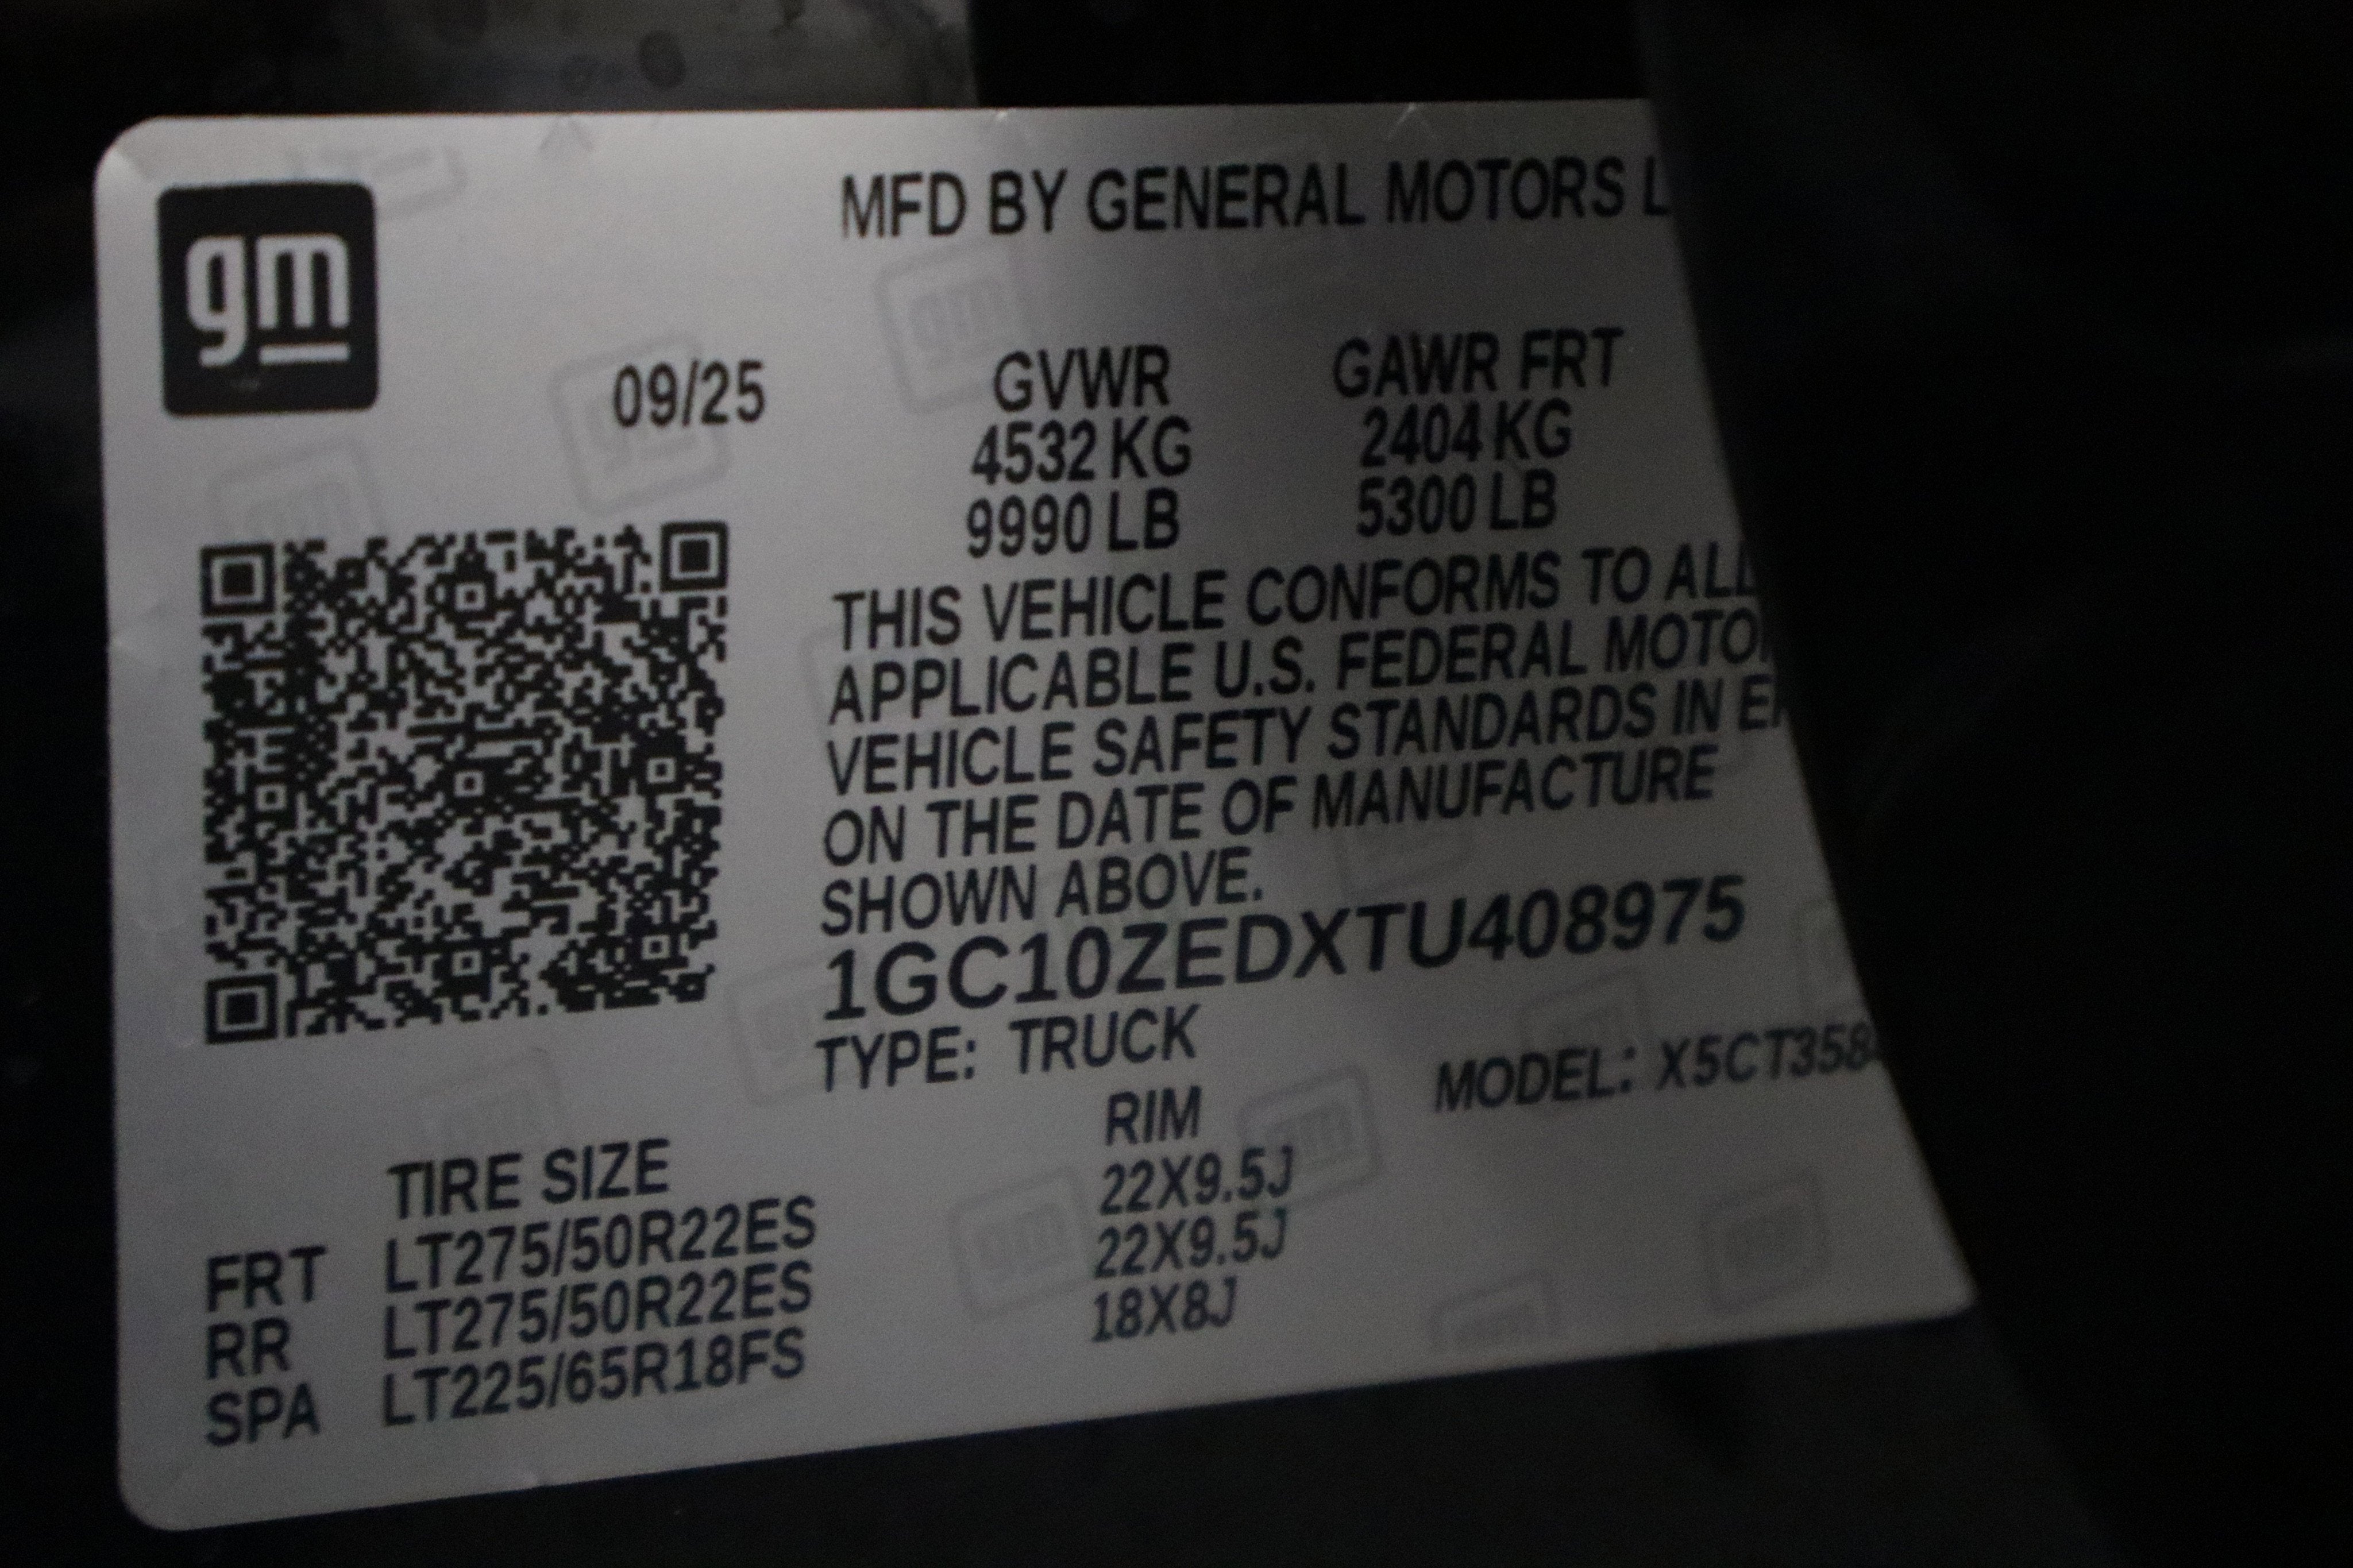 gm
MFD BY GENERAL MOTORS
09/25
GVWR GAWR FRT
4532 KG 2404 KG
9990 LB 5300 LB
THIS VEHICLE CONFORMS TO ALL
APPLICABLE U.S. FEDERAL
VEHICLE SAFETY STANDARDS IN
ON THE DATE OF MANUFACTURE
SHOWN ABOVE.
1GC10ZEDXTU408975
TYPE: TRUCK MODEL:
TIRE SIZE RIM
FRT LT275/50R22ES 22X9.5J
RR LT275/50R22ES 22X9.5J
SPA LT225/65R18FS 18X8J